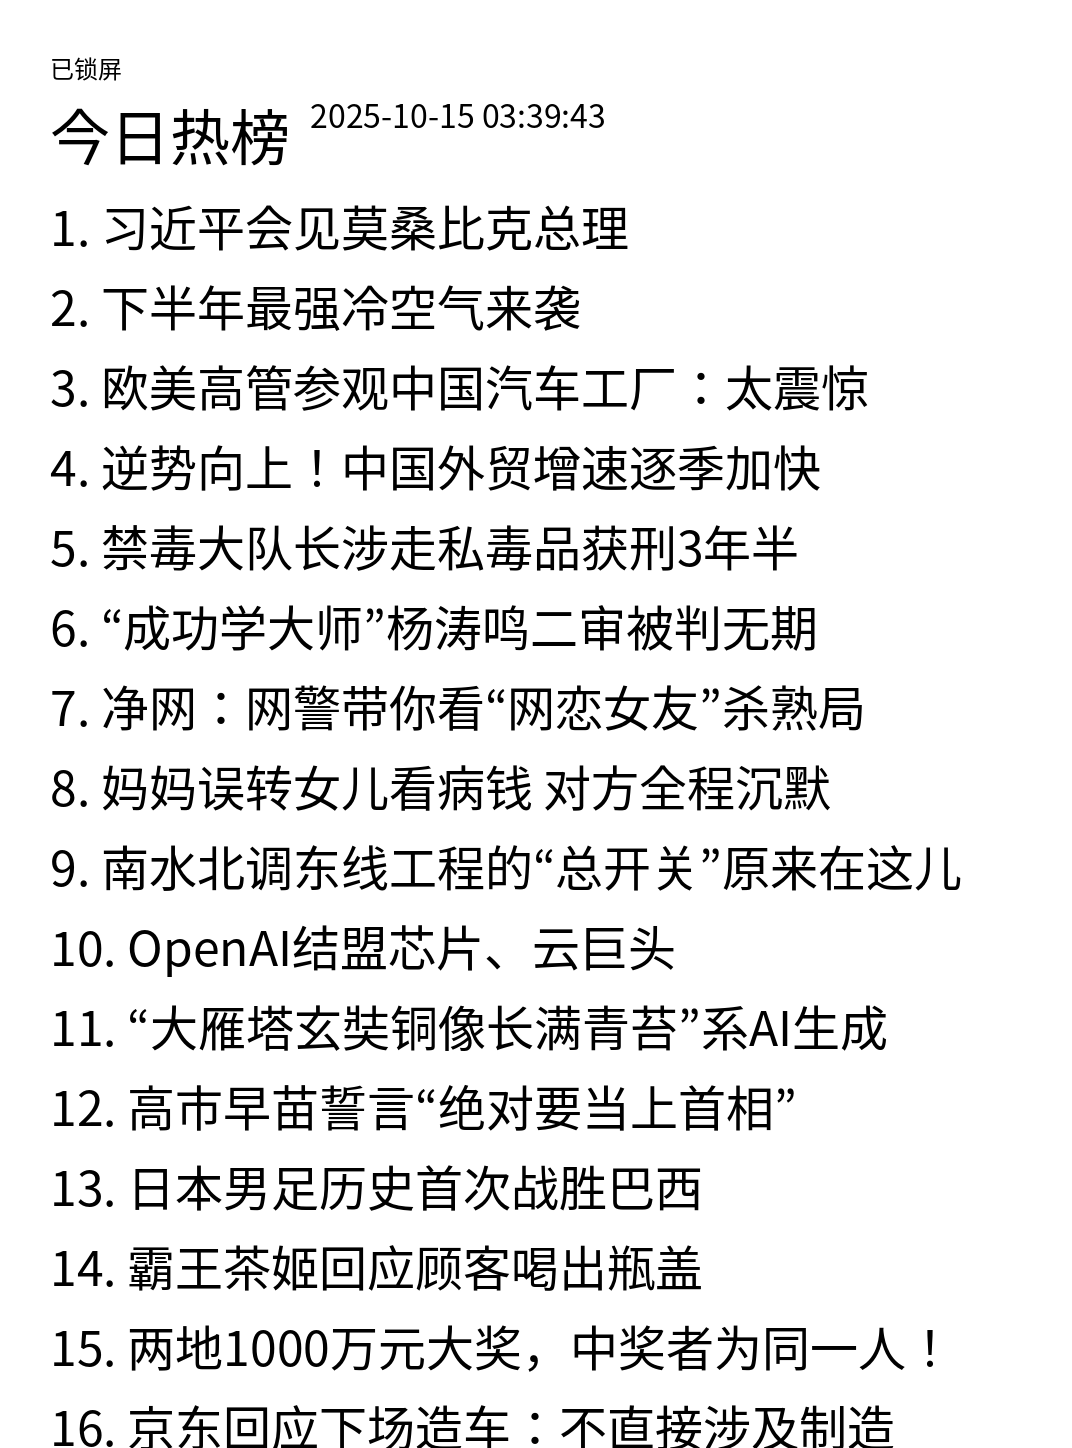 已锁屏
今日热榜 2025-10-15 03:39:43
1. 习近平会见莫桑比克总理
2. 下半年最强冷空气来袭
3. 欧美高管参观中国汽车工厂：太震惊
4. 逆势向上！中国外贸增速逐季加快
5. 禁毒大队长涉走私毒品获刑3年半
6. “成功学大师”杨涛鸣二审被判无期
7. 净网：网警带你看“网恋女友”杀熟局
8. 妈妈误转女儿看病钱 对方全程沉默
9. 南水北调东线工程的“总开关”原来在这儿
10. OpenAI结盟芯片、云巨头
11. “大雁塔玄奘铜像长满青苔”系AI生成
12. 高市早苗誓言“绝对要当上首相”
13. 日本男足历史首次战胜巴西
14. 霸王茶姬回应顾客喝出瓶盖
15. 两地1000万元大奖，中奖者为同一人！
16. 京东回应下场造车：不直接涉及制造